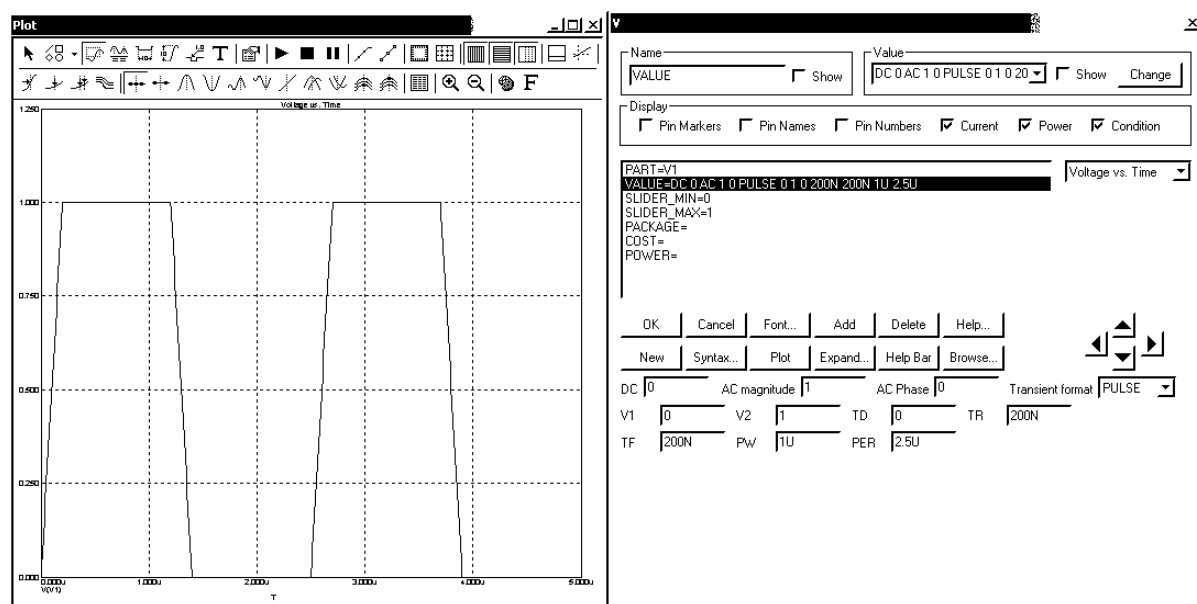 Plot
T
F
Voltage vs. Time
1.250
1.000
0.750
0.500
0.250
0.000
0.000u 1.000u 2.000u 3.000u 4.000u 5.000u
V(V1)
T
V
Name
VALUE
Show
Value
DC 0 AC 1 0 PULSE 0 1 0 20
Show
Change
Display
Pin Markers Pin Names Pin Numbers Current Power Condition
PART=V1
VALUE=DC 0 AC 1 0 PULSE 0 1 0 200N 200N 1U 2.5U
SLIDER_MIN=0
SLIDER_MAX=1
PACKAGE=
COST=
POWER=
Voltage vs. Time
OK Cancel Font... Add Delete Help...
New Syntax... Plot Expand... Help Bar Browse...
DC 0 AC magnitude 1 AC Phase 0 Transient format PULSE
V1 0 V2 1 TD 0 TR 200N
TF 200N PW 1U PER 2.5U